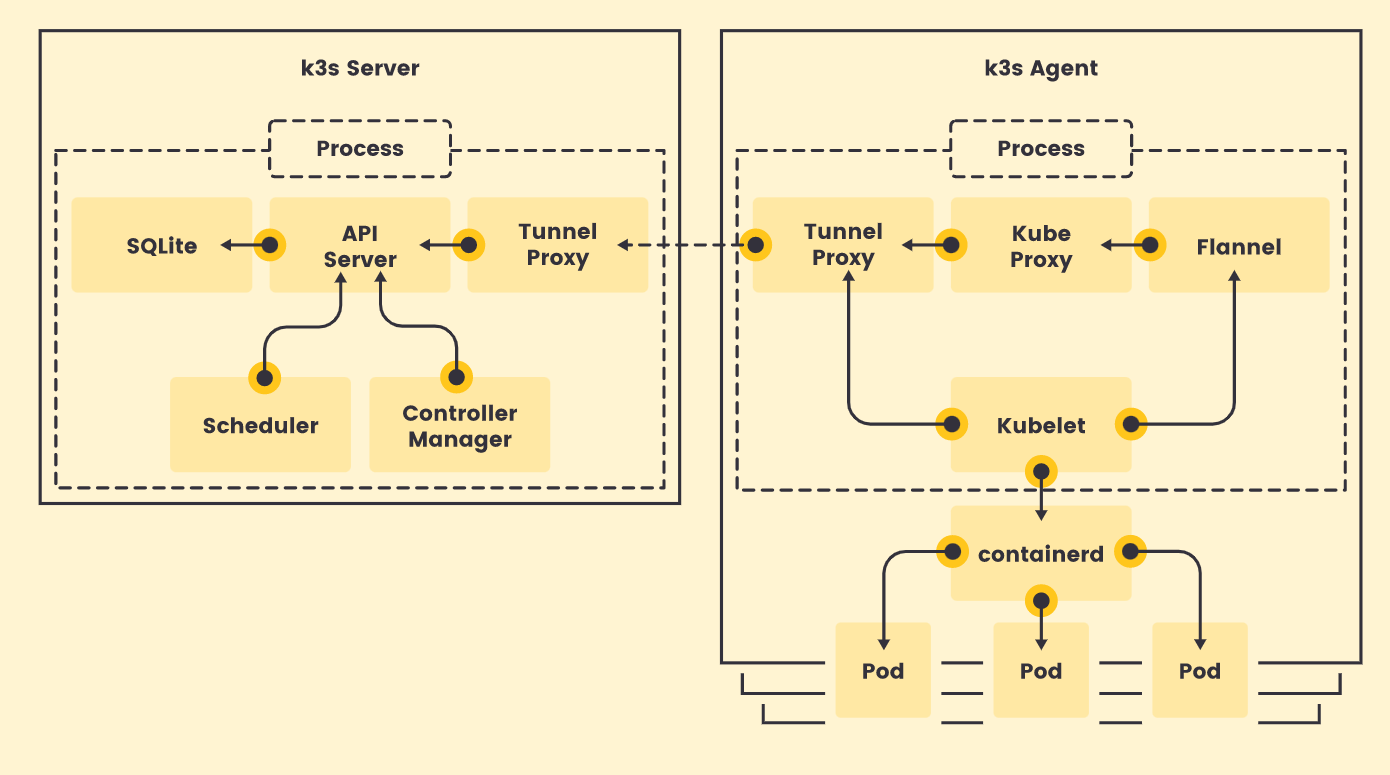 k3s Server
Process
SQLite
API
Server
Tunnel
Proxy
Scheduler
Controller
Manager
k3s Agent
Process
Tunnel
Proxy
Kube
Proxy
Flannel
Kubelet
containerd
Pod
Pod
Pod